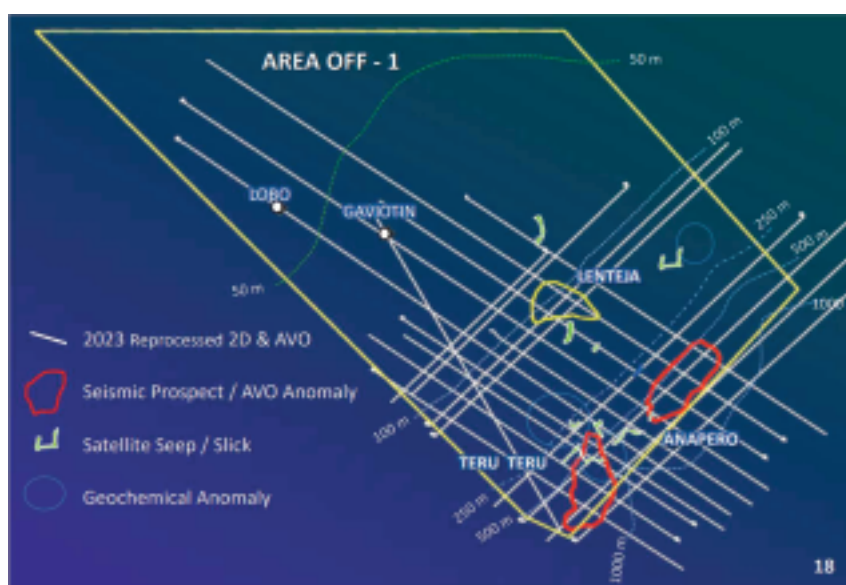 AREA OFF - 1
50 m
100 m
LOBO
GAVIOTIN
250 m
500 m
LENTEJA
50 m
1000
2023 Reprocessed 2D & AVO
Seismic Prospect / AVO Anomaly
100 m
ANAPERO
Satellite Seep / Slick
TERU TERU
250 m
Geochemical Anomaly
500 m
1000 m
18